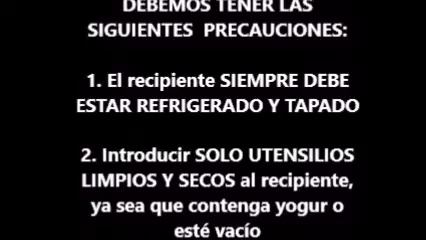 DEBEMOS TENER LAS
SIGUIENTES PRECAUCIONES:
1. El recipiente SIEMPRE DEBE
ESTAR REFRIGERADO Y TAPADO
2. Introducir SOLO UTENSILIOS
LIMPIOS Y SECOS al recipiente,
ya sea que contenga yogur o
esté vacío